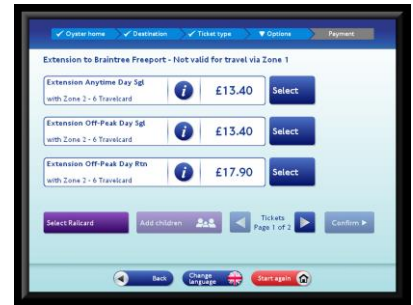 ✓ Oyster home ✓ Destination ✓ Ticket type ▼ Options Payment
Extension to Braintree Freeport - Not valid for travel via Zone 1
Extension Anytime Day Sgl
with Zone 2 - 6 Travelcard
i £13.40 Select
Extension Off-Peak Day Sgl
with Zone 2 - 6 Travelcard
i £13.40 Select
Extension Off-Peak Day Rtn
with Zone 2 - 6 Travelcard
i £17.90 Select
Select Railcard Add children Tickets
Page 1 of 2 Confirm ▶
Back Change
language Start again